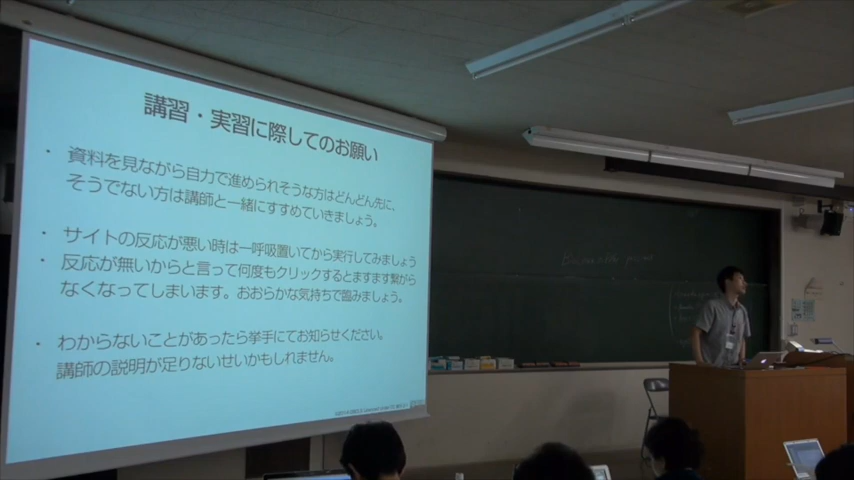 講習・実習に際してのお願い
・ 資料を見ながら自力で進められそうな方はどんどん先に、
そうでない方は講師と一緒にすすめていきましょう。
・ サイトの反応が悪い時は一呼吸置いてから実行してみましょう
・ 反応が無いからと言って何度もクリックするとますます繋がら
なくなってしまいます。おおらかな気持ちで臨みましょう。
・ わからないことがあったら挙手にてお知らせください。
講師の説明が足りないせいかもしれません。